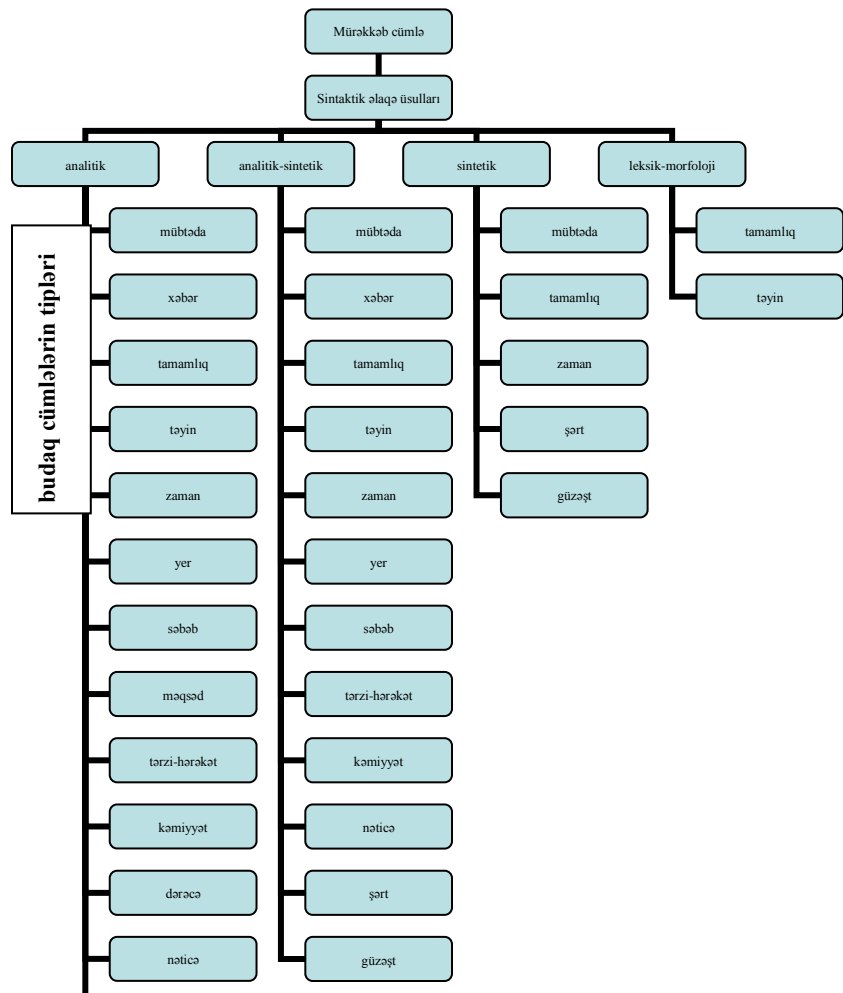 Mürəkkəb cümlə
Sintaktik əlaqə üsulları
analitik
analitik-sintetik
sintetik
leksik-morfoloji
budaq cümlələrin tipləri
mübtəda
xəbər
tamamlıq
təyin
zaman
yer
səbəb
məqsəd
tərzi-hərəkət
kəmiyyət
dərəcə
nəticə
mübtəda
xəbər
tamamlıq
təyin
zaman
yer
səbəb
tərzi-hərəkət
kəmiyyət
nəticə
şərt
güzəşt
mübtəda
tamamlıq
zaman
şərt
güzəşt
tamamlıq
təyin